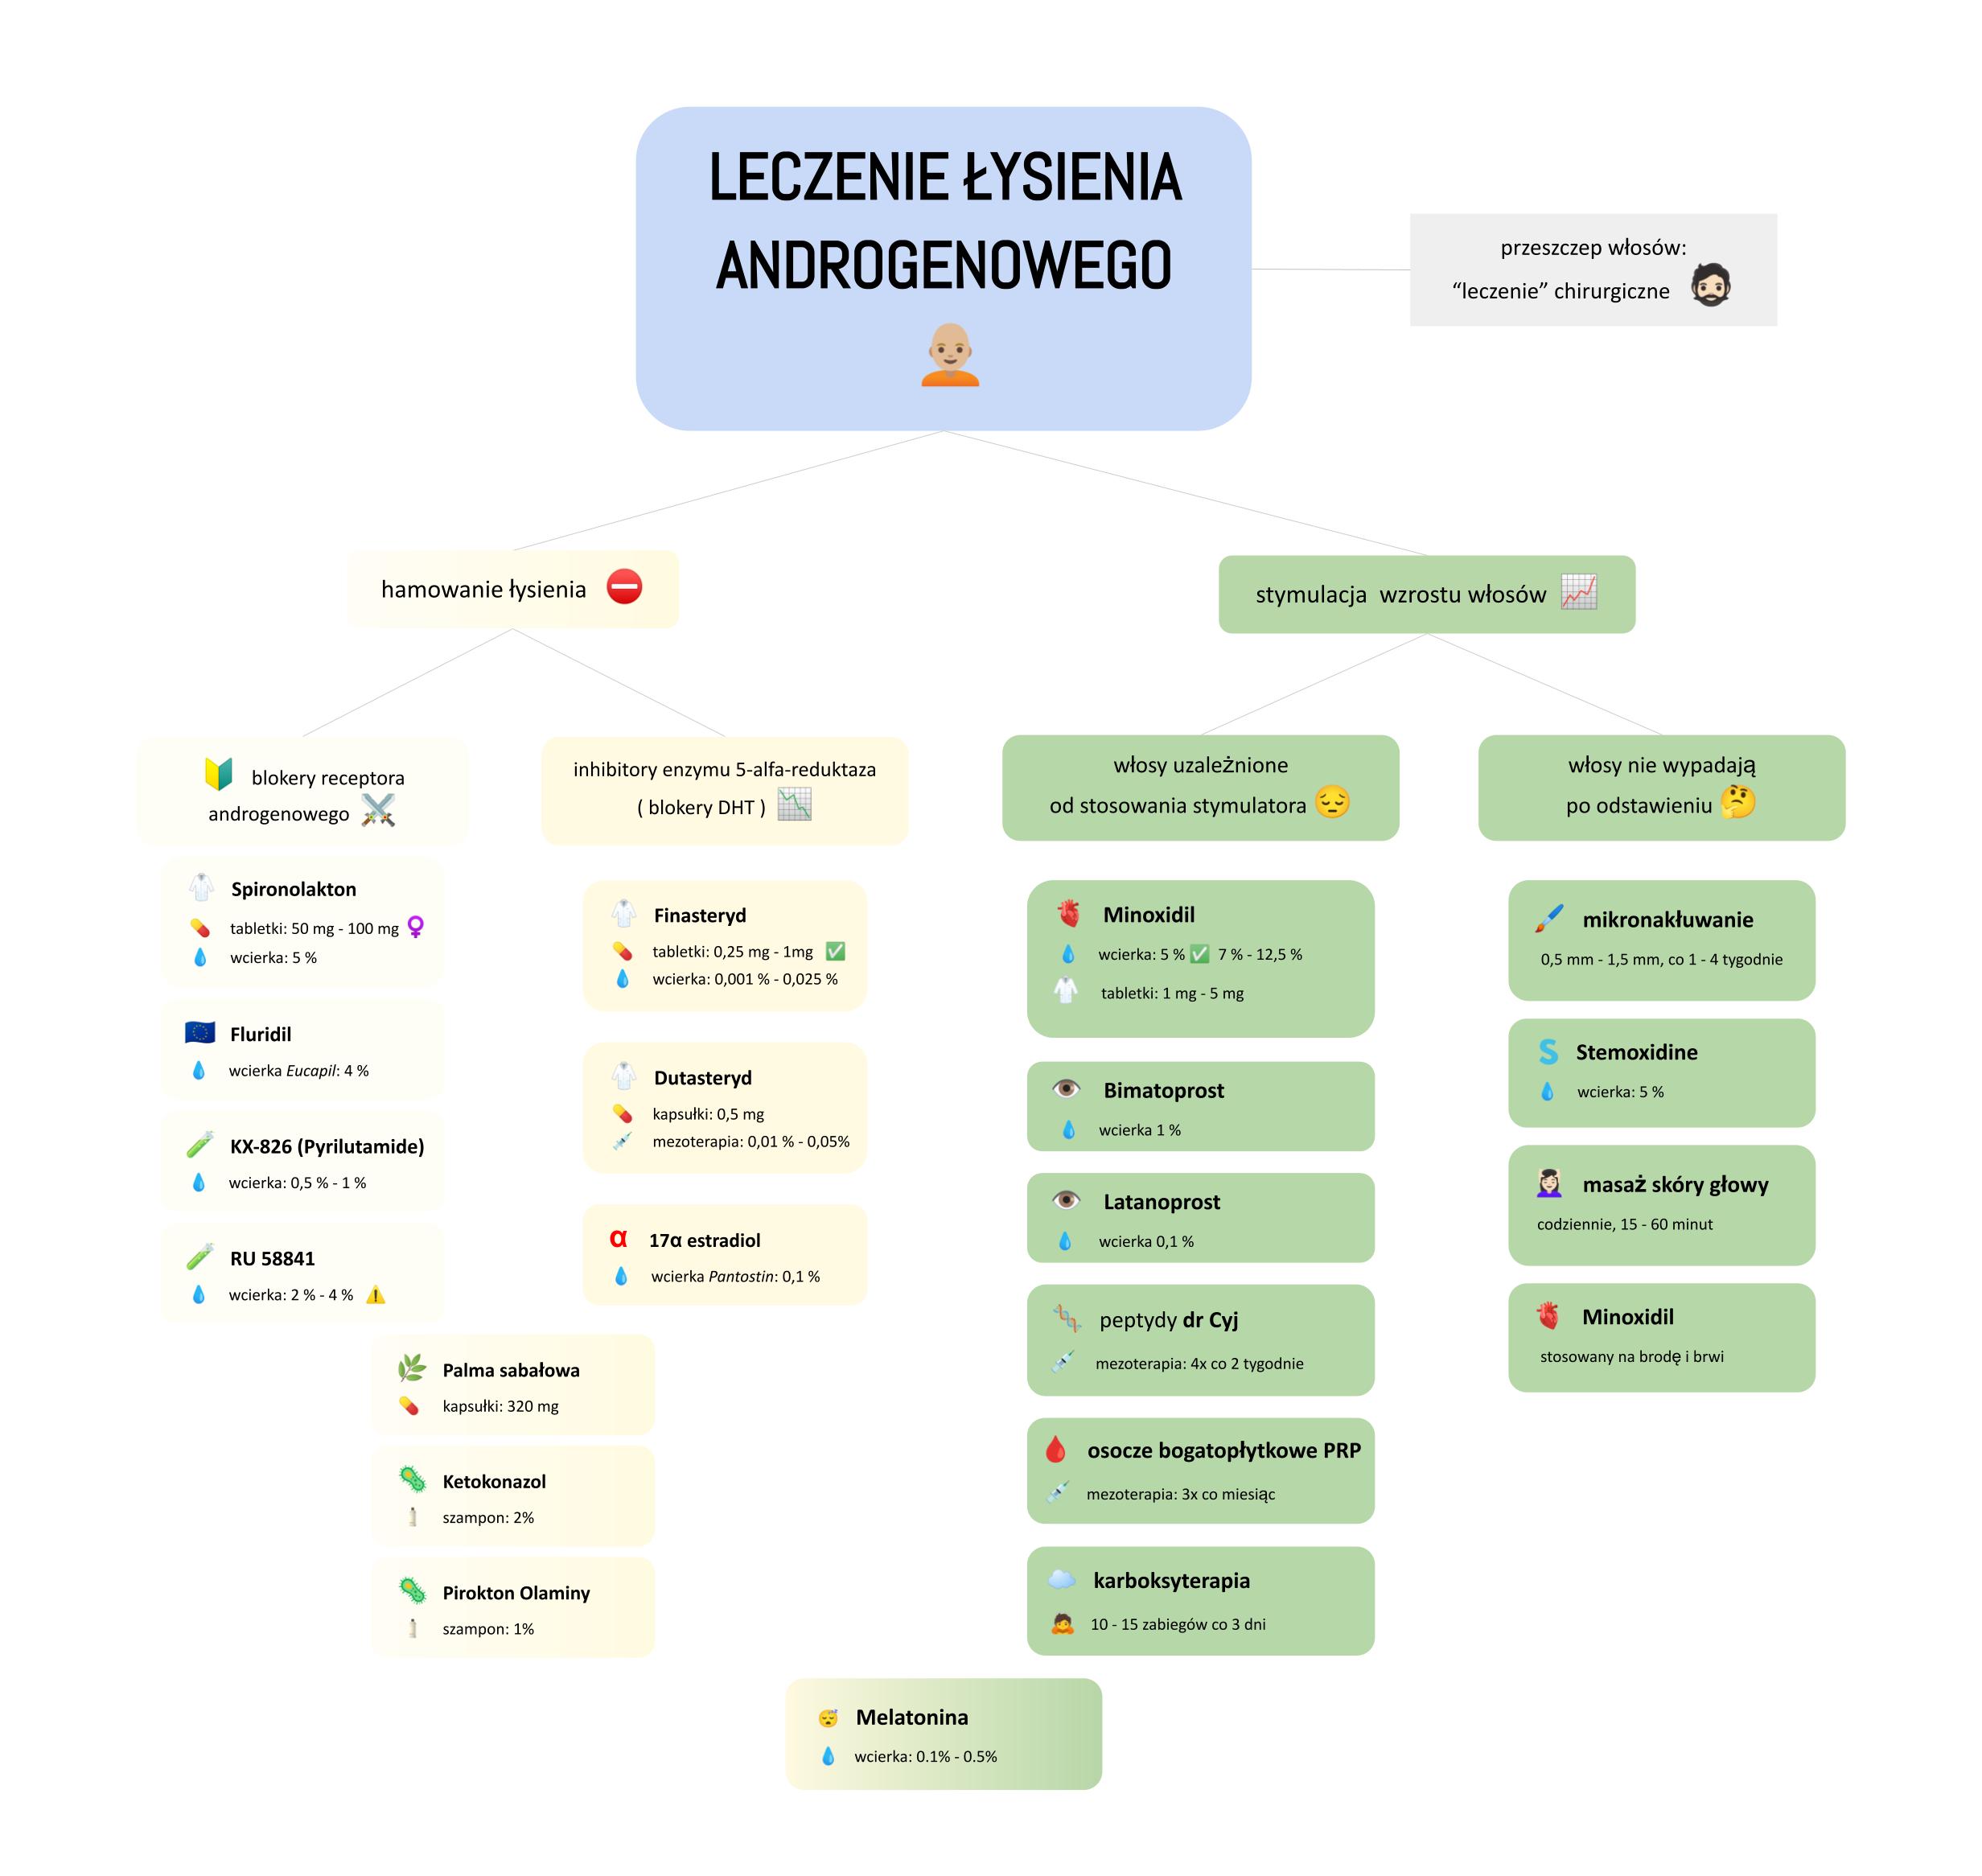 LECZENIE ŁYSIENIA
ANDROGENOWEGO
przeszczep włosów:
“leczenie” chirurgiczne
hamowanie łysienia
stymulacja wzrostu włosów
blokery receptora
androgenowego
inhibitory enzymu 5-alfa-reduktaza
( blokery DHT )
włosy uzależnione
od stosowania stymulatora
włosy nie wypadają
po odstawieniu
Spironolakton
tabletki: 50 mg - 100 mg
wcierka: 5 %
Fluridil
wcierka Eucapil: 4 %
KX-826 (Pyrilutamide)
wcierka: 0,5 % - 1 %
RU 58841
wcierka: 2 % - 4 %
Finasteryd
tabletki: 0,25 mg - 1mg
wcierka: 0,001 % - 0,025 %
Dutasteryd
kapsułki: 0,5 mg
mezoterapia: 0,01 % - 0,05%
α 17α estradiol
wcierka Pantostin: 0,1 %
Palma sabałowa
kapsułki: 320 mg
Ketokonazol
szampon: 2%
Pirokton Olaminy
szampon: 1%
Minoxidil
wcierka: 5 % ✅ 7 % - 12,5 %
tabletki: 1 mg - 5 mg
Bimatoprost
wcierka 1 %
Latanoprost
wcierka 0,1 %
peptydy dr Cyj
mezoterapia: 4x co 2 tygodnie
osocze bogatopłytkowe PRP
mezoterapia: 3x co miesiąc
karboksyterapia
10 - 15 zabiegów co 3 dni
mikronakłuwanie
0,5 mm - 1,5 mm, co 1 - 4 tygodnie
S Stemoxidine
wcierka: 5 %
masaż skóry głowy
codziennie, 15 - 60 minut
Minoxidil
stosowany na brodę i brwi
Melatonina
wcierka: 0.1% - 0.5%